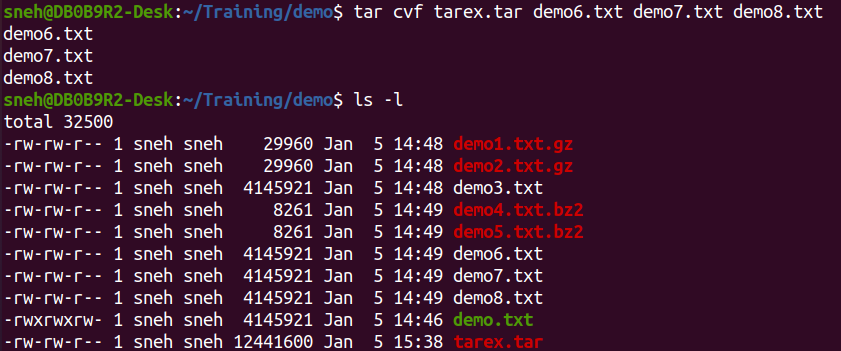 sneh@DB0B9R2-Desk:~/Training/demo$ tar cvf tarex.tar demo6.txt demo7.txt demo8.txt
demo6.txt
demo7.txt
demo8.txt
sneh@DB0B9R2-Desk:~/Training/demo$ ls -l
total 32500
-rw-rw-r-- 1 sneh sneh    29960 Jan  5 14:48 demo1.txt.gz
-rw-rw-r-- 1 sneh sneh    29960 Jan  5 14:48 demo2.txt.gz
-rw-rw-r-- 1 sneh sneh  4145921 Jan  5 14:48 demo3.txt
-rw-rw-r-- 1 sneh sneh     8261 Jan  5 14:49 demo4.txt.bz2
-rw-rw-r-- 1 sneh sneh     8261 Jan  5 14:49 demo5.txt.bz2
-rw-rw-r-- 1 sneh sneh  4145921 Jan  5 14:49 demo6.txt
-rw-rw-r-- 1 sneh sneh  4145921 Jan  5 14:49 demo7.txt
-rw-rw-r-- 1 sneh sneh  4145921 Jan  5 14:49 demo8.txt
-rwxrwxrw- 1 sneh sneh  4145921 Jan  5 14:46 demo.txt
-rw-rw-r-- 1 sneh sneh 12441600 Jan  5 15:38 tarex.tar